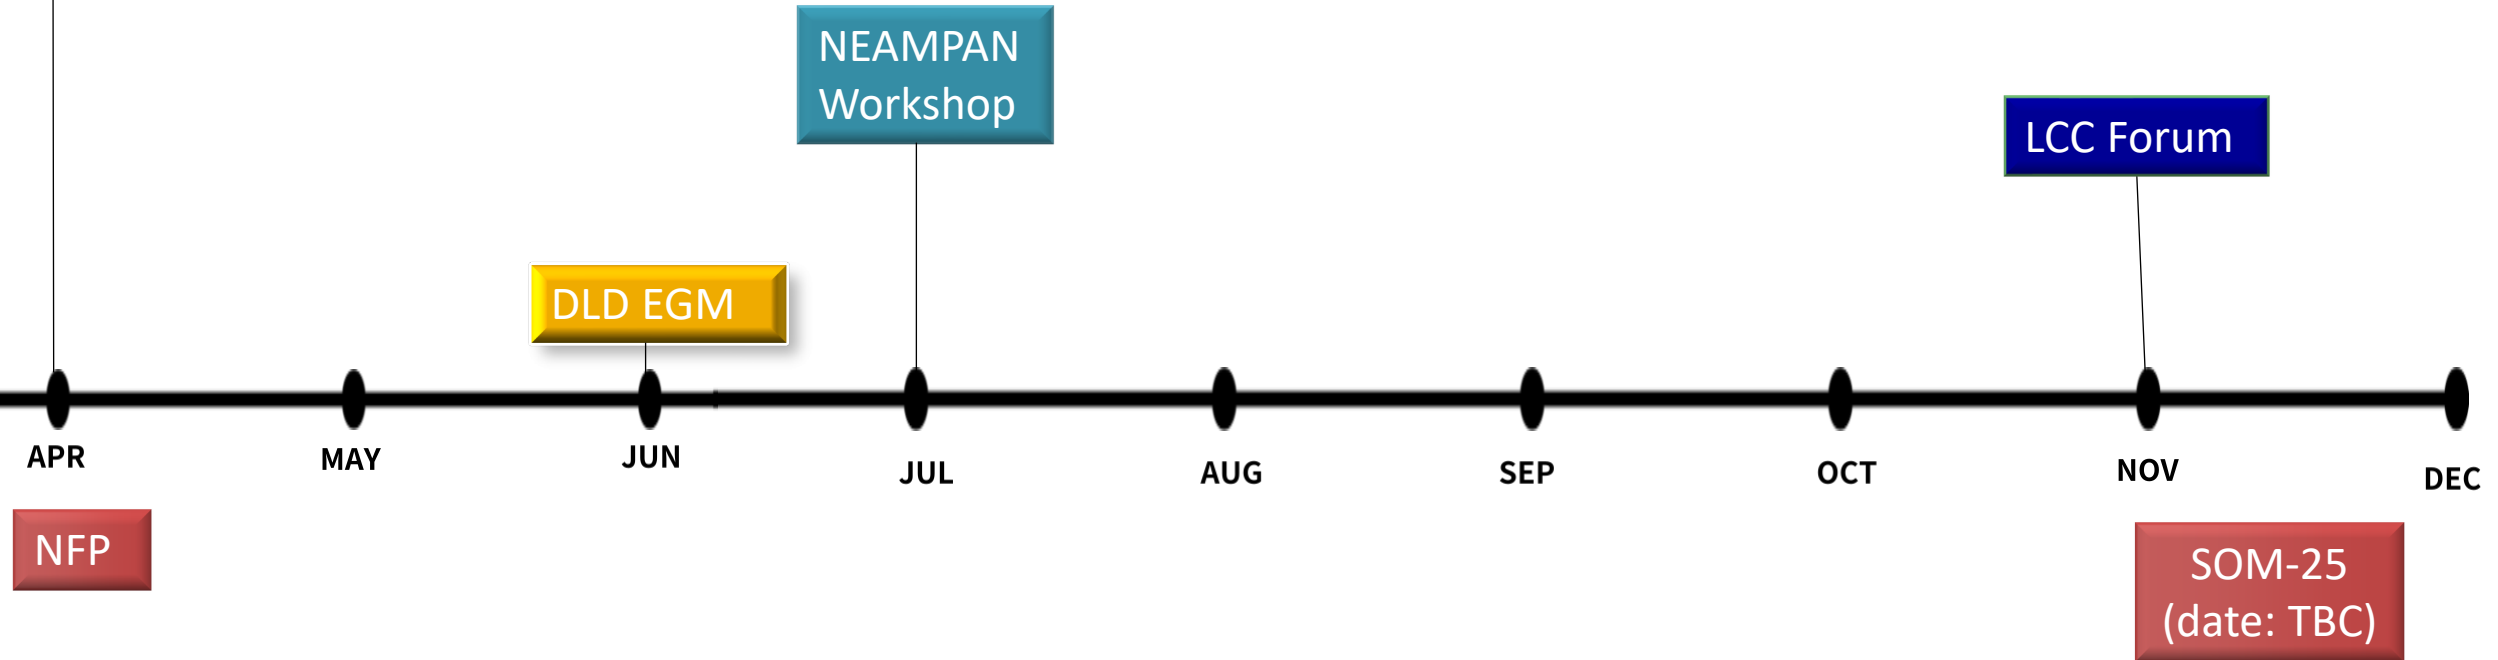 NEAMPAN
Workshop
LCC Forum
DLD EGM
APR
MAY
JUN
JUL
AUG
SEP
OCT
NOV
DEC
NFP
SOM-25
(date: TBC)